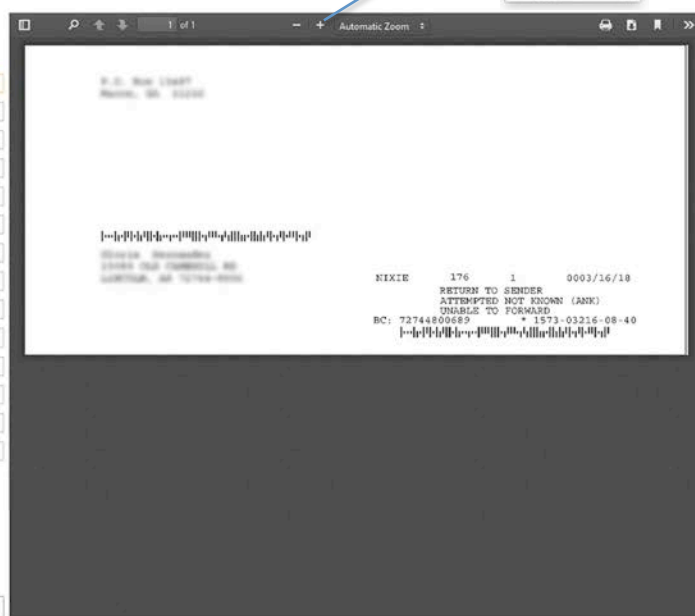 1 of 1
− + Automatic Zoom
NIXIE 176 1 0003/16/18
RETURN TO SENDER
ATTEMPTED NOT KNOWN (ANK)
UNABLE TO FORWARD
BC: 72744800689 * 1573-03216-08-40